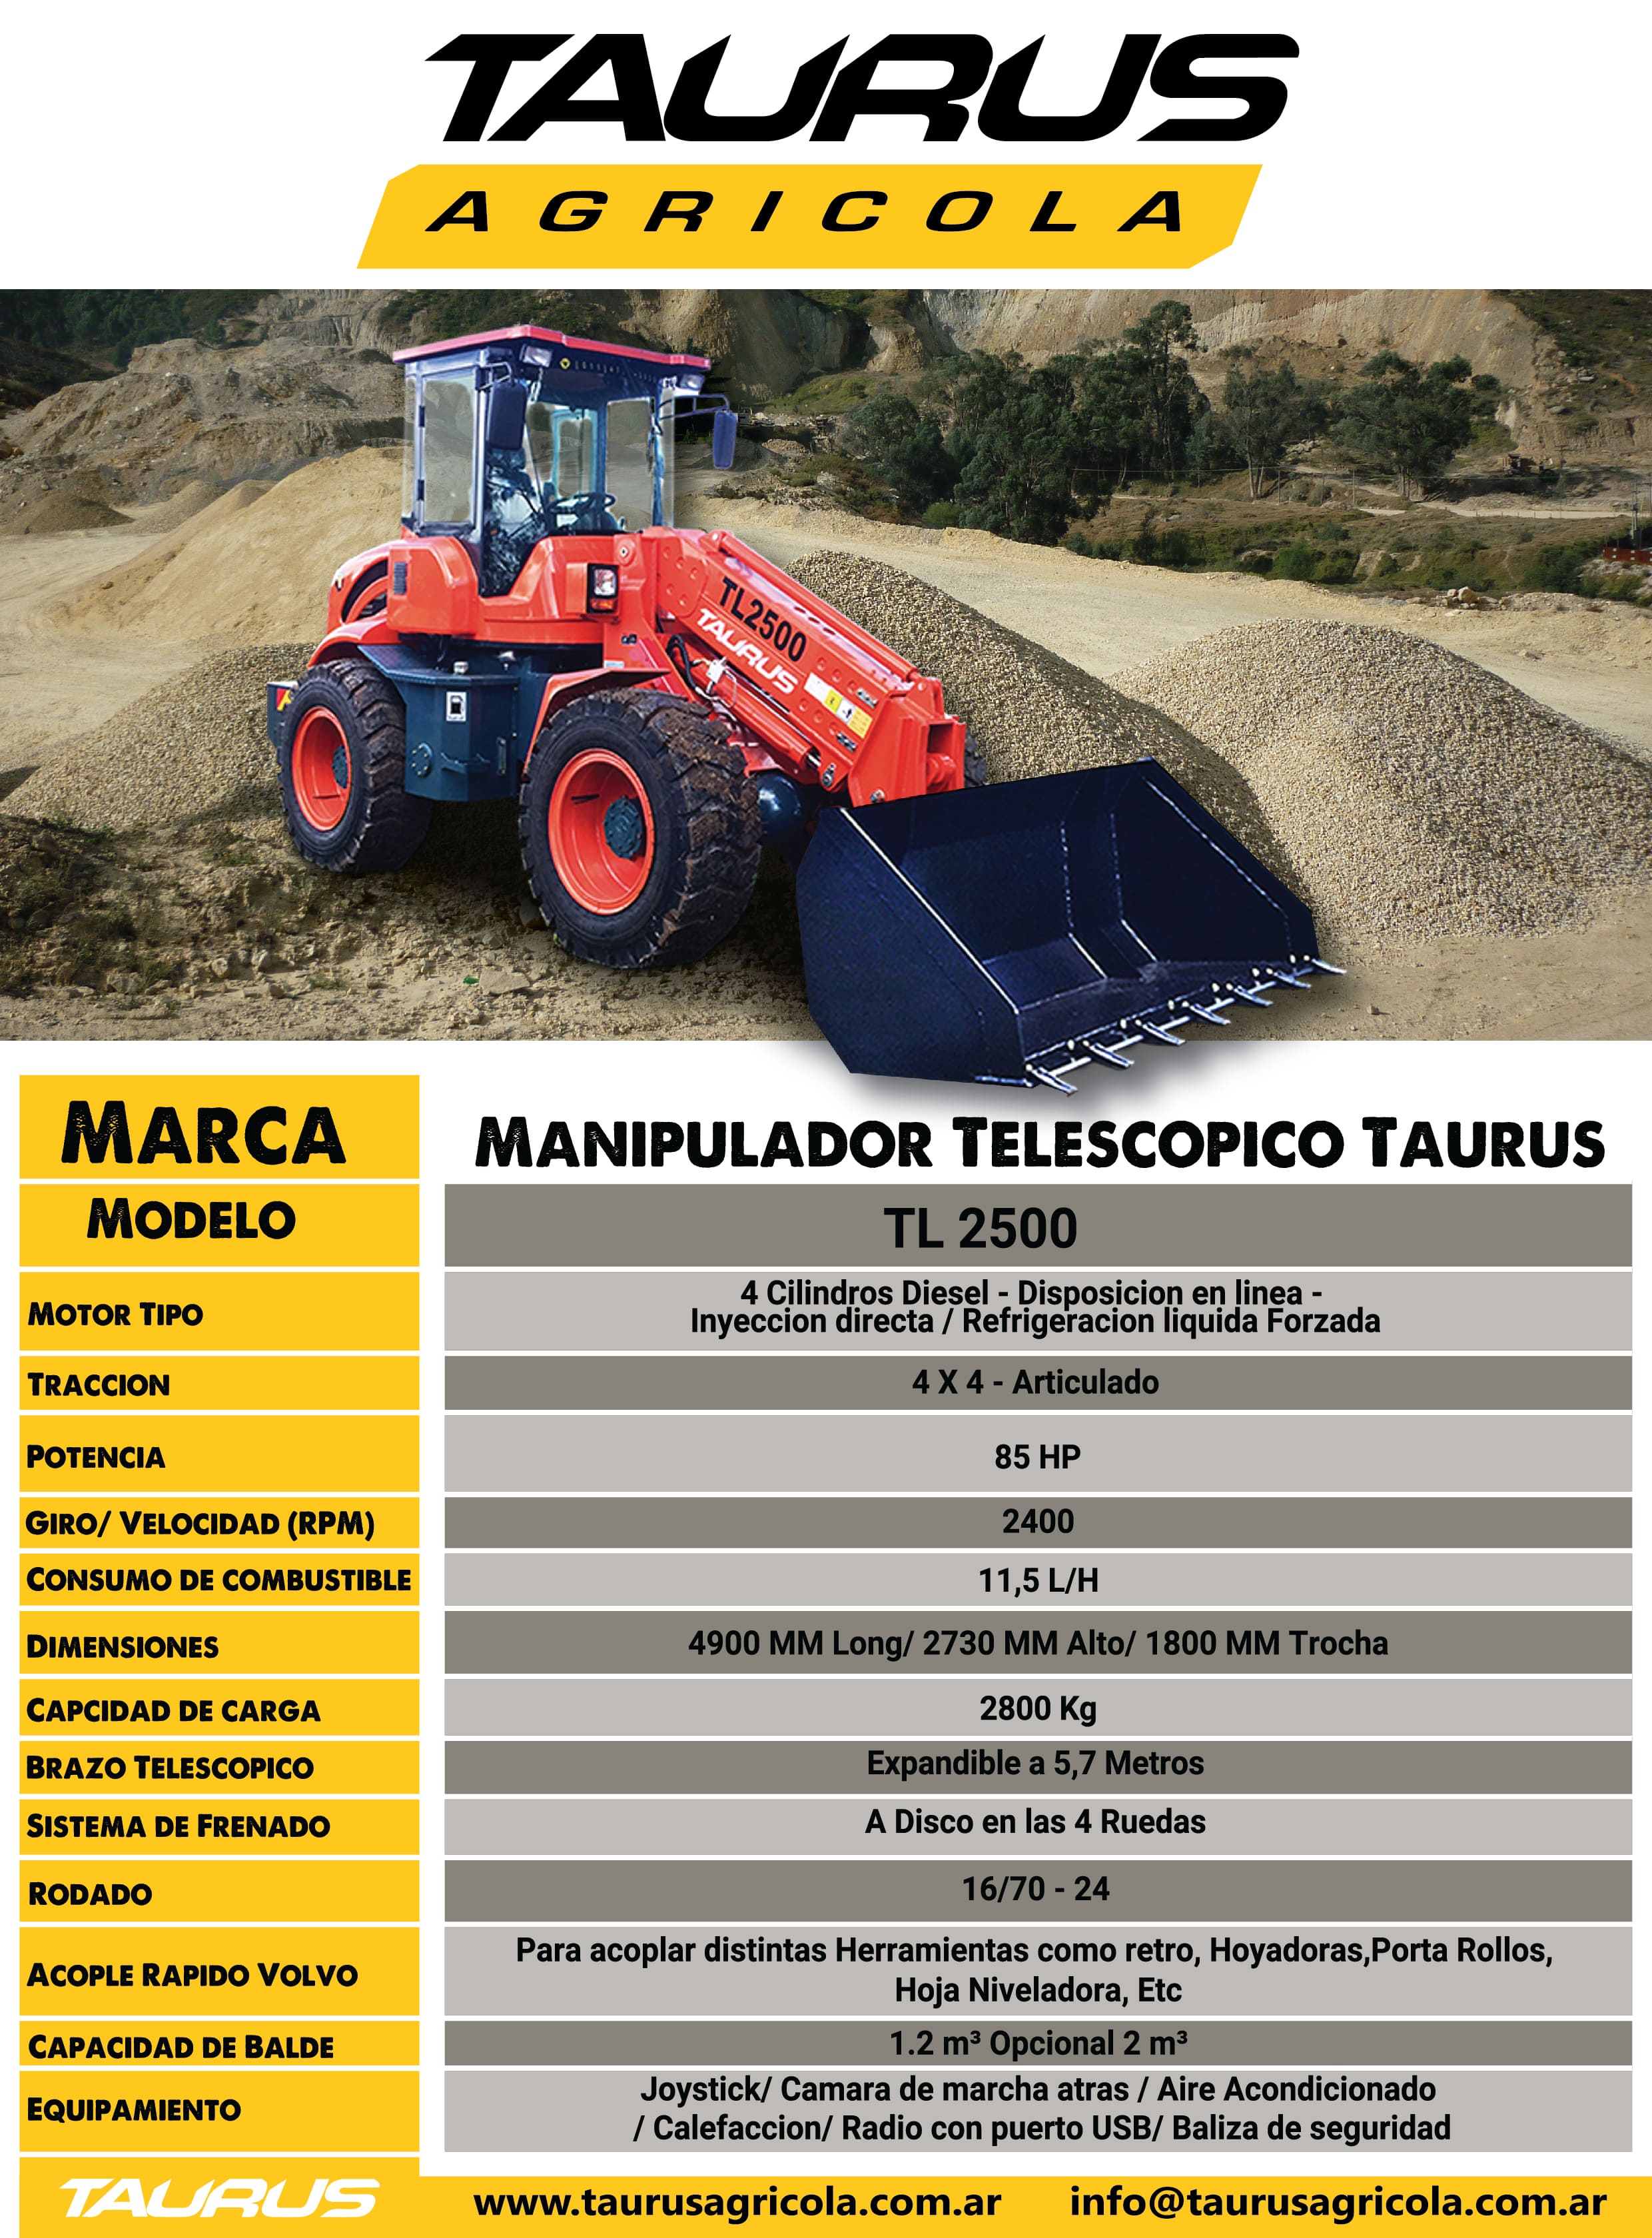 TAURUS
AGRICOLA
TL2500
TAURUS
MARCA
MANIPULADOR TELESCOPICO TAURUS
MODELO
TL 2500
MOTOR TIPO
4 Cilindros Diesel - Disposicion en linea -
Inyeccion directa / Refrigeracion liquida Forzada
TRACCION
4 X 4 - Articulado
POTENCIA
85 HP
GIRO/ VELOCIDAD (RPM)
2400
CONSUMO DE COMBUSTIBLE
11,5 L/H
DIMENSIONES
4900 MM Long/ 2730 MM Alto/ 1800 MM Trocha
CAPCIDAD DE CARGA
2800 Kg
BRAZO TELESCOPICO
Expandible a 5,7 Metros
SISTEMA DE FRENADO
A Disco en las 4 Ruedas
RODADO
16/70 - 24
ACOPLE RAPIDO VOLVO
Para acoplar distintas Herramientas como retro, Hoyadoras,Porta Rollos,
Hoja Niveladora, Etc
CAPACIDAD DE BALDE
1.2 m³ Opcional 2 m³
EQUIPAMIENTO
Joystick/ Camara de marcha atras / Aire Acondicionado
/ Calefaccion/ Radio con puerto USB/ Baliza de seguridad
TAURUS
www.taurusagricola.com.ar
info@taurusagricola.com.ar